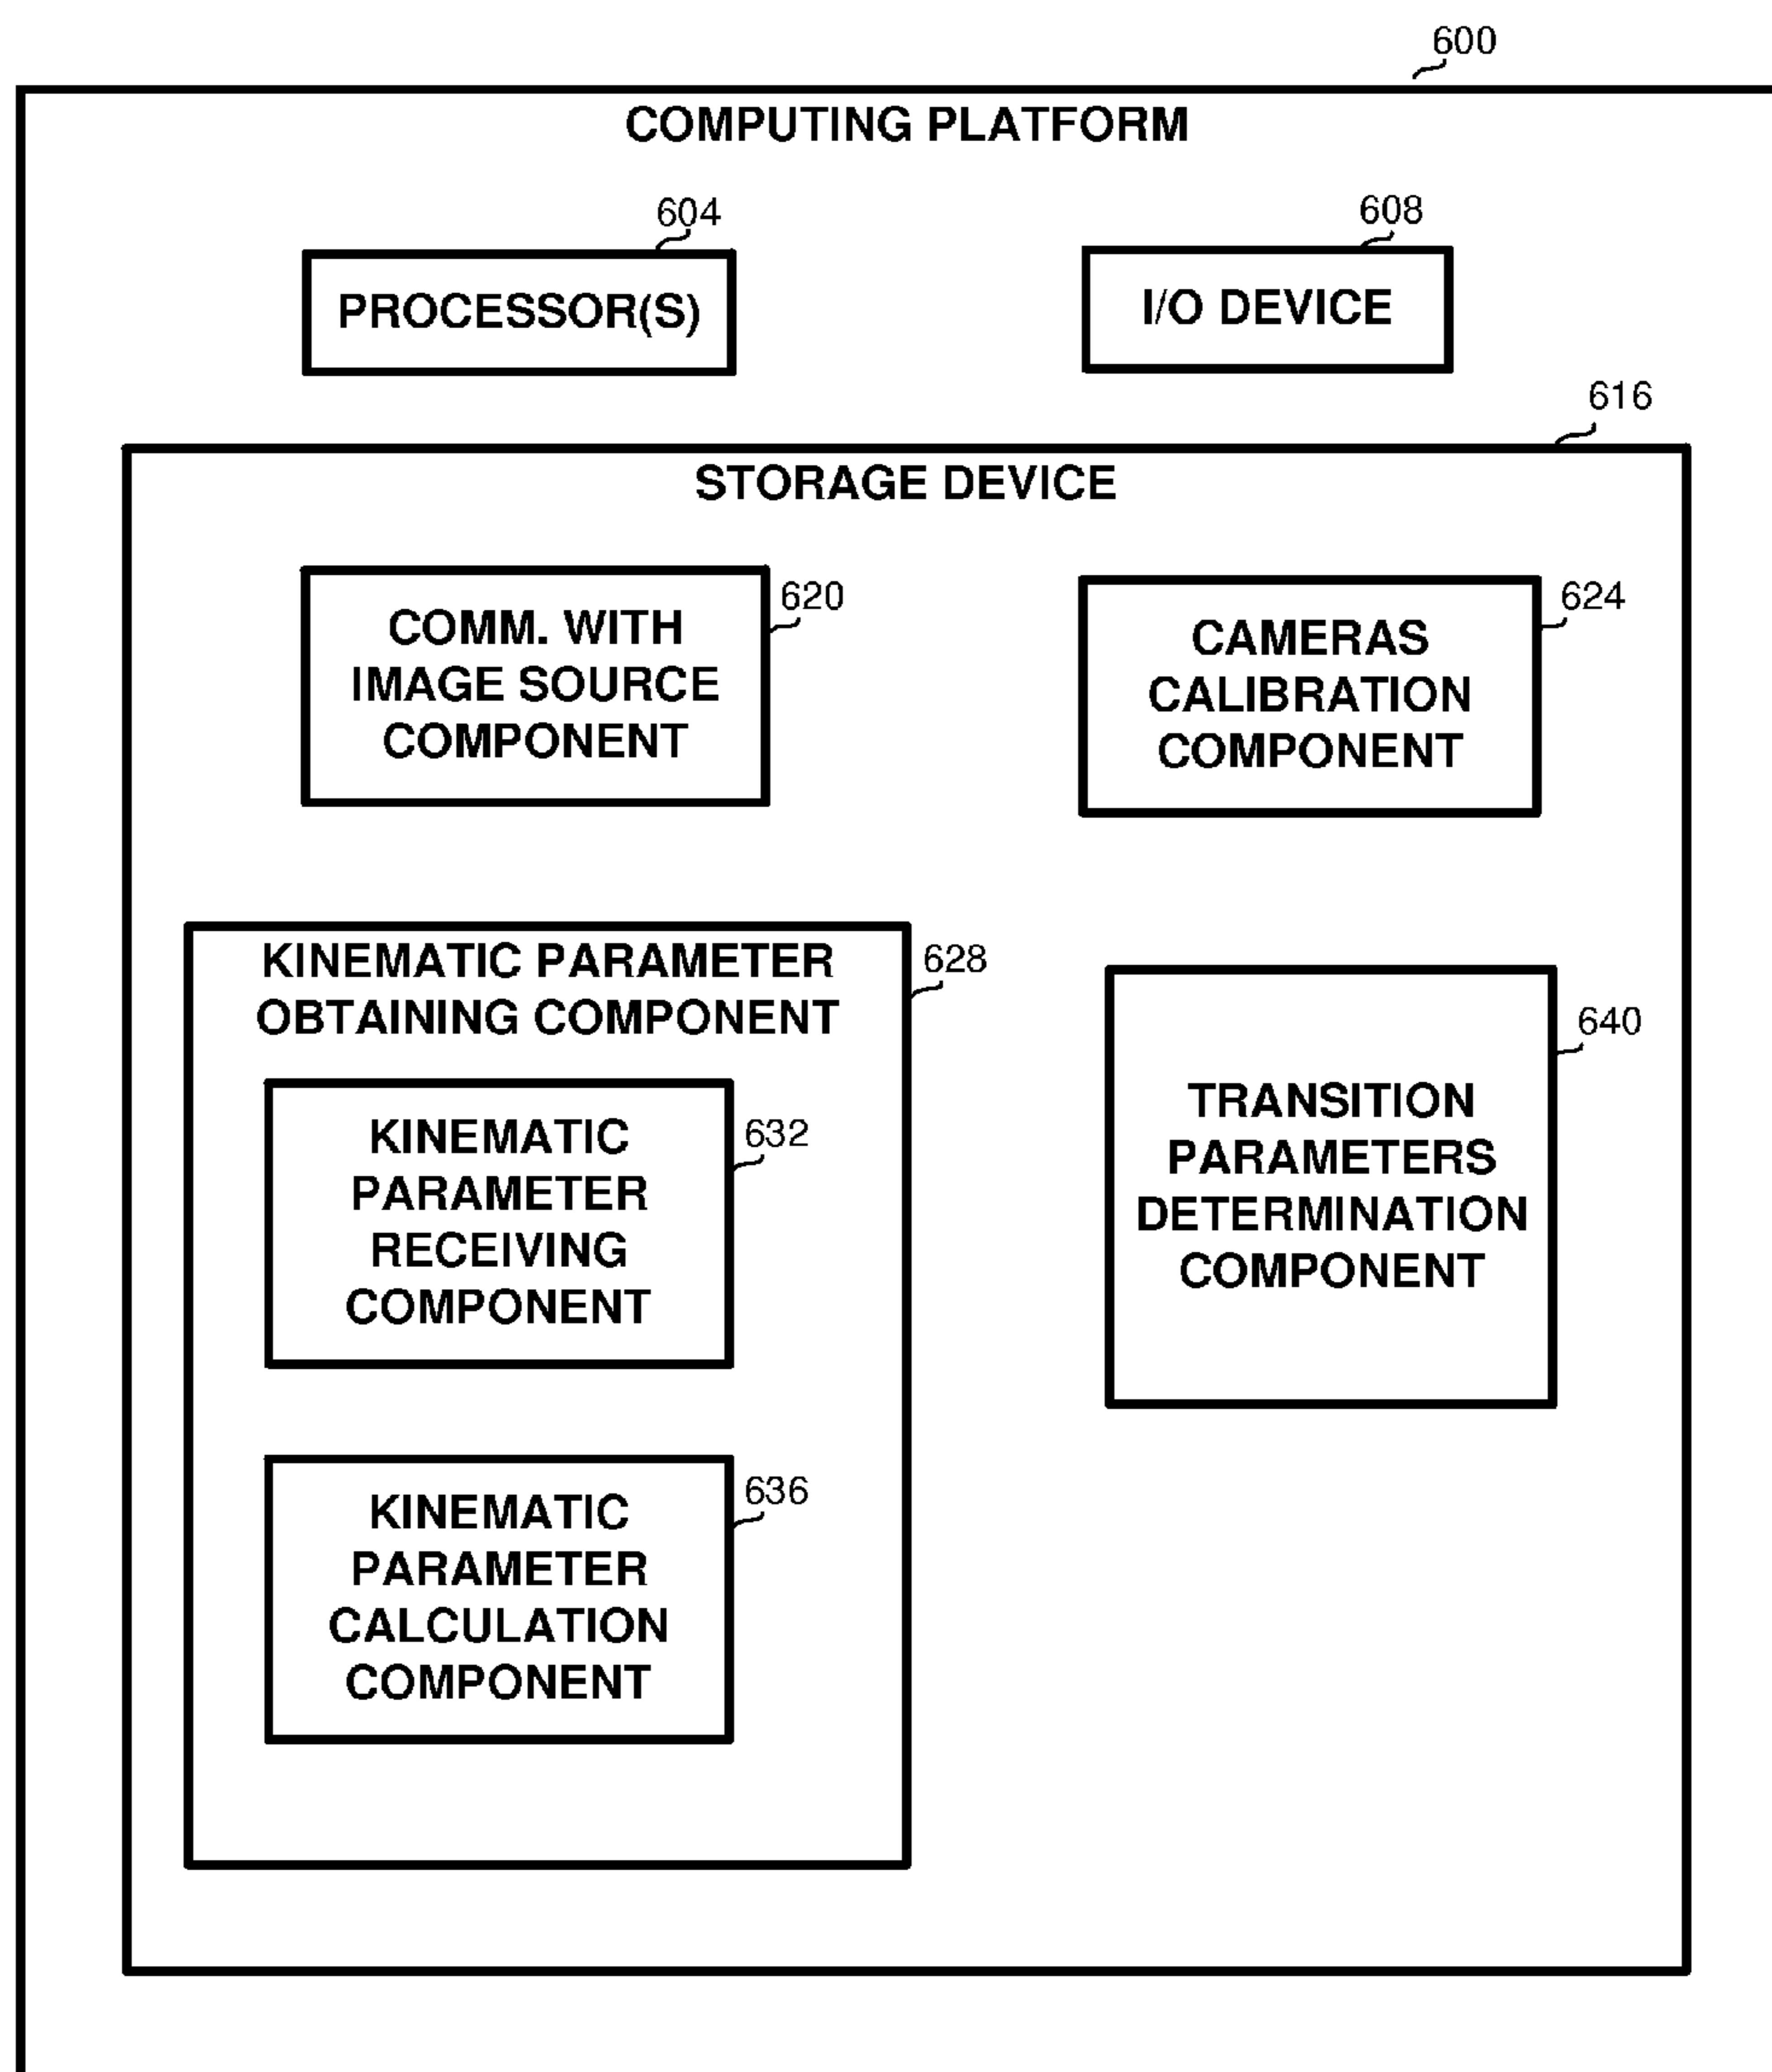 600
COMPUTING PLATFORM
604
PROCESSOR(S)
608
I/O DEVICE
616
STORAGE DEVICE
620
COMM. WITH
IMAGE SOURCE
COMPONENT
624
CAMERAS
CALIBRATION
COMPONENT
628
KINEMATIC PARAMETER
OBTAINING COMPONENT
632
KINEMATIC
PARAMETER
RECEIVING
COMPONENT
636
KINEMATIC
PARAMETER
CALCULATION
COMPONENT
640
TRANSITION
PARAMETERS
DETERMINATION
COMPONENT